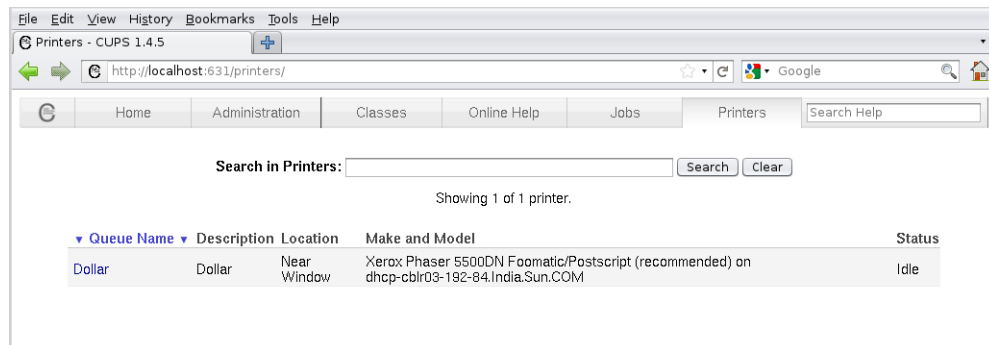 File Edit View History Bookmarks Tools Help
Printers - CUPS 1.4.5
http://localhost:631/printers/ Google
Home Administration Classes Online Help Jobs Printers Search Help
Search in Printers: Search Clear
Showing 1 of 1 printer.
▼ Queue Name ▼ Description Location Make and Model Status
Dollar Dollar Near Window Xerox Phaser 5500DN Foomatic/Postscript (recommended) on Idle
dhcp-cblr03-192-84.India.Sun.COM